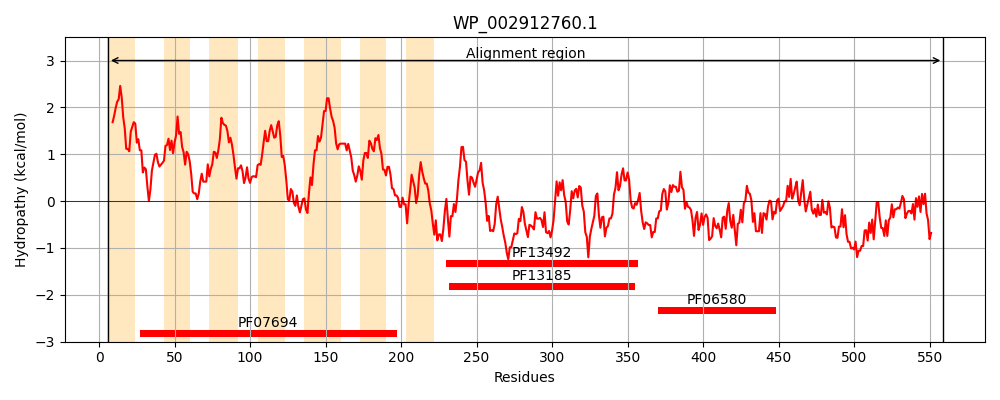 WP_002912760.1
Alignment region
3
2
1
0
−1
−2
−3
Hydropathy (kcal/mol)
PF13492
PF13185
PF06580
PF07694
0 50 100 150 200 250 300 350 400 450 500 550
Residues